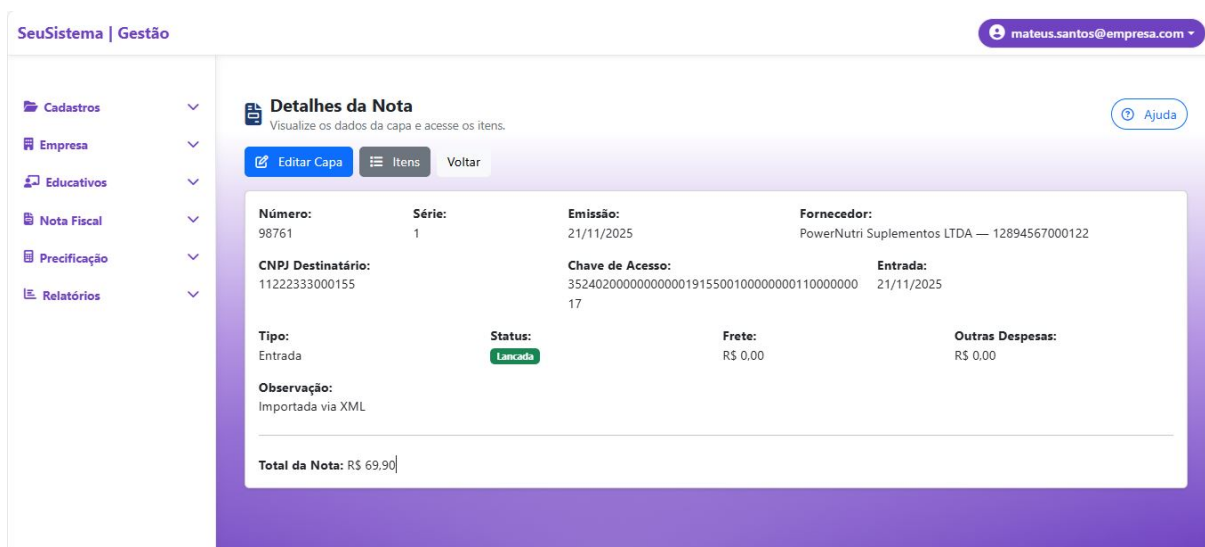 SeuSistema | Gestão
mateus.santos@empresa.com
Cadastros
Empresa
Educativos
Nota Fiscal
Precificação
Relatórios
Detalhes da Nota
Visualize os dados da capa e acesse os itens.
Ajuda
Editar Capa
Itens
Voltar
Número: Série: Emissão: Fornecedor:
98761 1 21/11/2025 PowerNutri Suplementos LTDA — 12894567000122
CNPJ Destinatário: Chave de Acesso: Entrada:
11222333000155 352402000000000001915500100000000110000000 21/11/2025
17
Tipo: Status: Frete: Outras Despesas:
Entrada Lancada R$ 0,00 R$ 0,00
Observação:
Importada via XML
Total da Nota: R$ 69,90